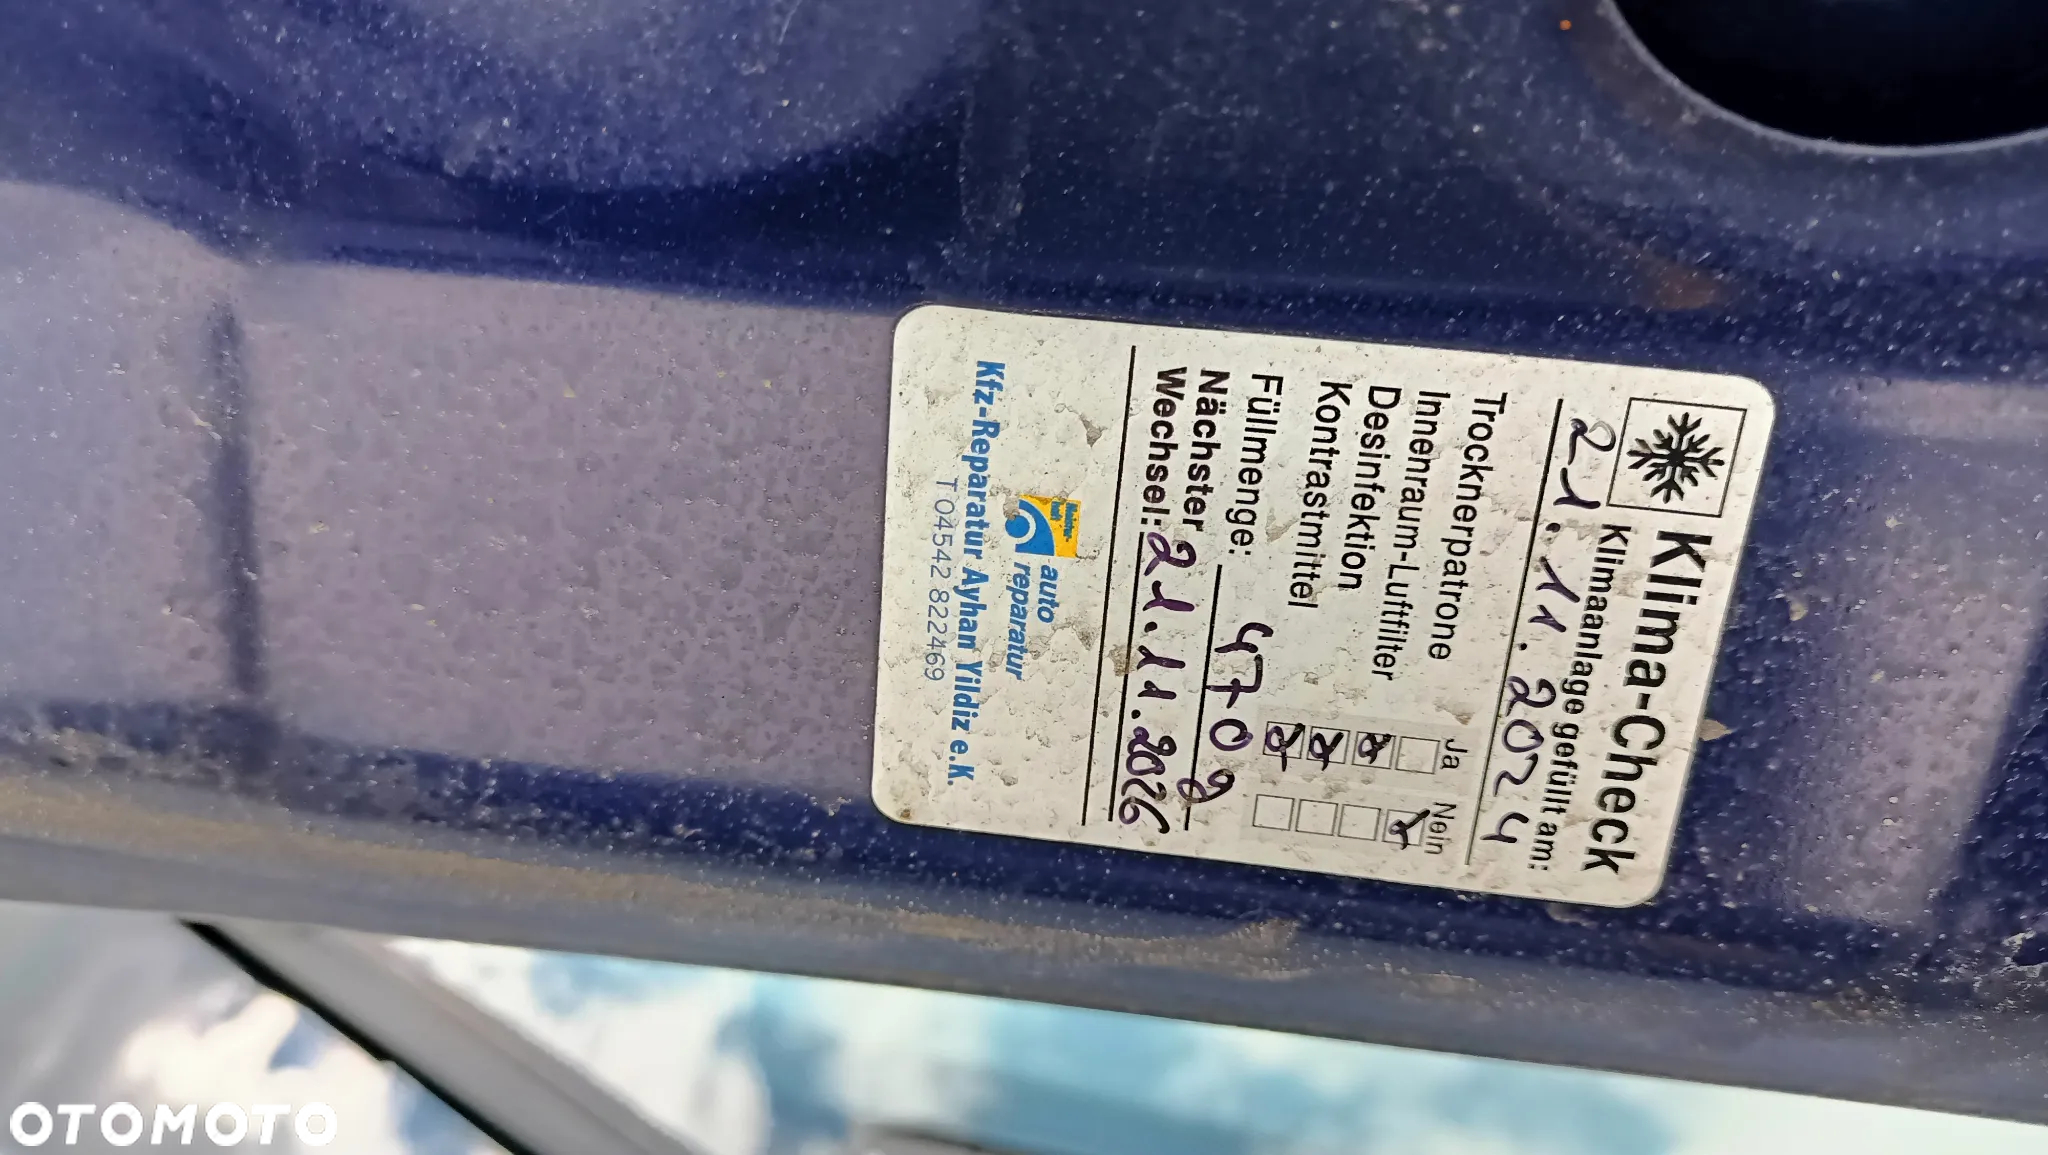 Klima-Check
Klimaanlage gefüllt am:
21.11.2024
Ja Nein
Trocknerpatrone
Innenraum-Luftfilter
Desinfektion
Kontrastmittel
Füllmenge: 470 g
Nächster
Wechsel: 21.11.2026
auto
reparatur
Kfz-Reparatur Ayhan Yildiz e.K.
T 04542 822469
OTOMOTO